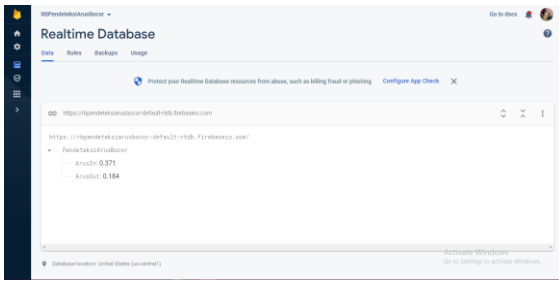 RBPendeteksiArusBocor
Go to docs
Realtime Database
Data Rules Backups Usage
Protect your Realtime Database resources from abuse, such as billing fraud or phishing Configure App Check
https://rbpendeteksiarusbocor-default-rtdb.firebaseio.com
https://rbpendeteksiarusbocor-default-rtdb.firebaseio.com/
PendeteksiArusBocor
ArusIn: 0.371
ArusOut: 0.184
Activate Windows
Go to Settings to activate Windows.
Database location: United States (us-central1)